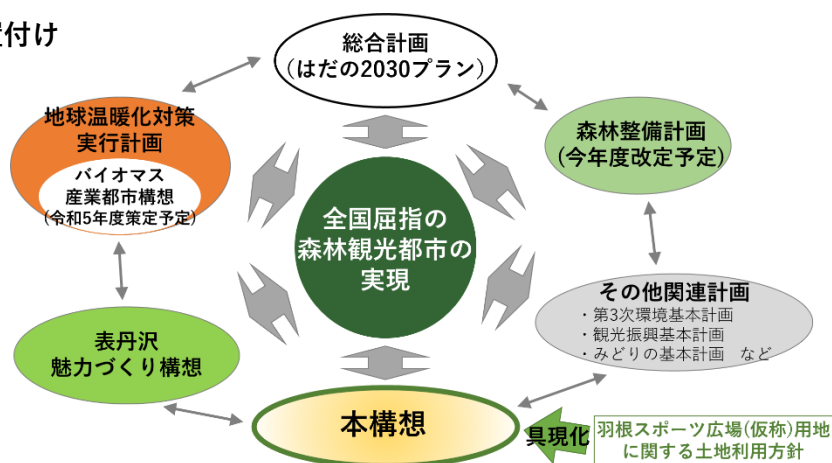 置付け
総合計画
(はだの2030プラン)
地球温暖化対策
実行計画
バイオマス
産業都市構想
(令和5年度策定予定)
森林整備計画
(今年度改定予定)
全国屈指の
森林観光都市の
実現
その他関連計画
・第3次環境基本計画
・観光振興基本計画
・みどりの基本計画 など
表丹沢
魅力づくり構想
本構想
具現化
羽根スポーツ広場(仮称)用地
に関する土地利用方針